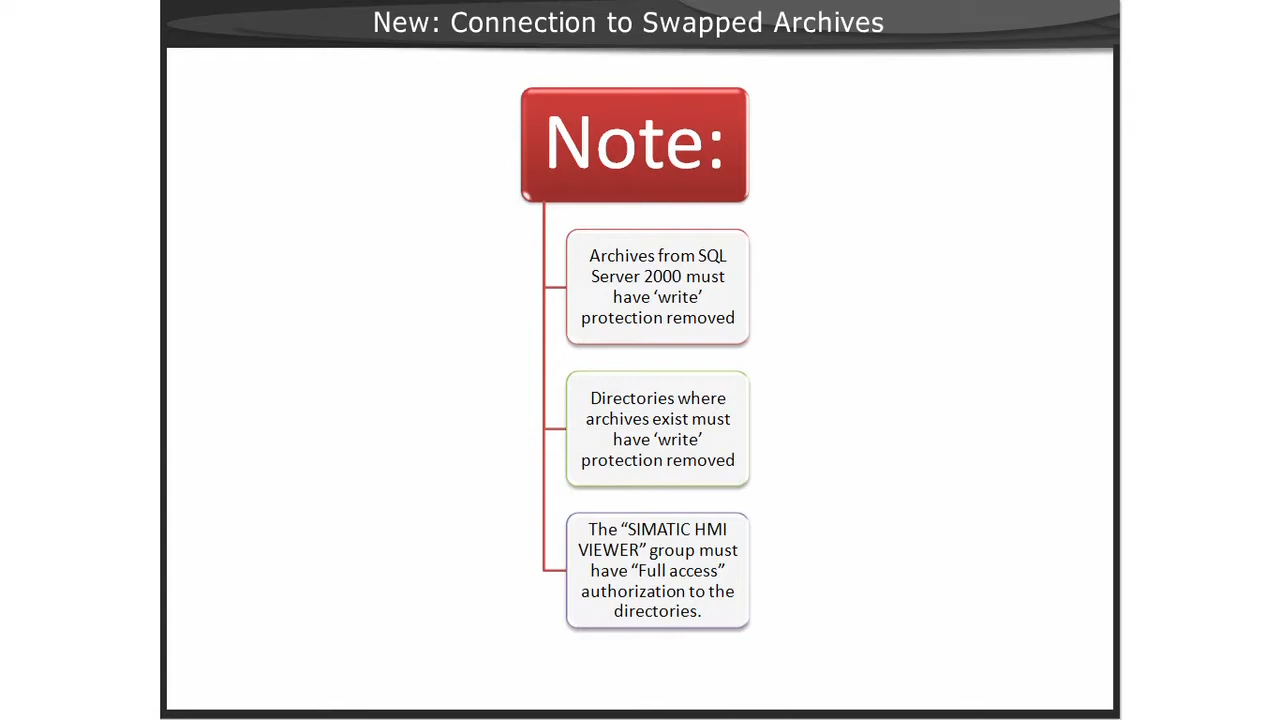 New: Connection to Swapped Archives
Note:
Archives from SQL
Server 2000 must
have ‘write’
protection removed
Directories where
archives exist must
have ‘write’
protection removed
The “SIMATIC HMI
VIEWER” group must
have “Full access”
authorization to the
directories.